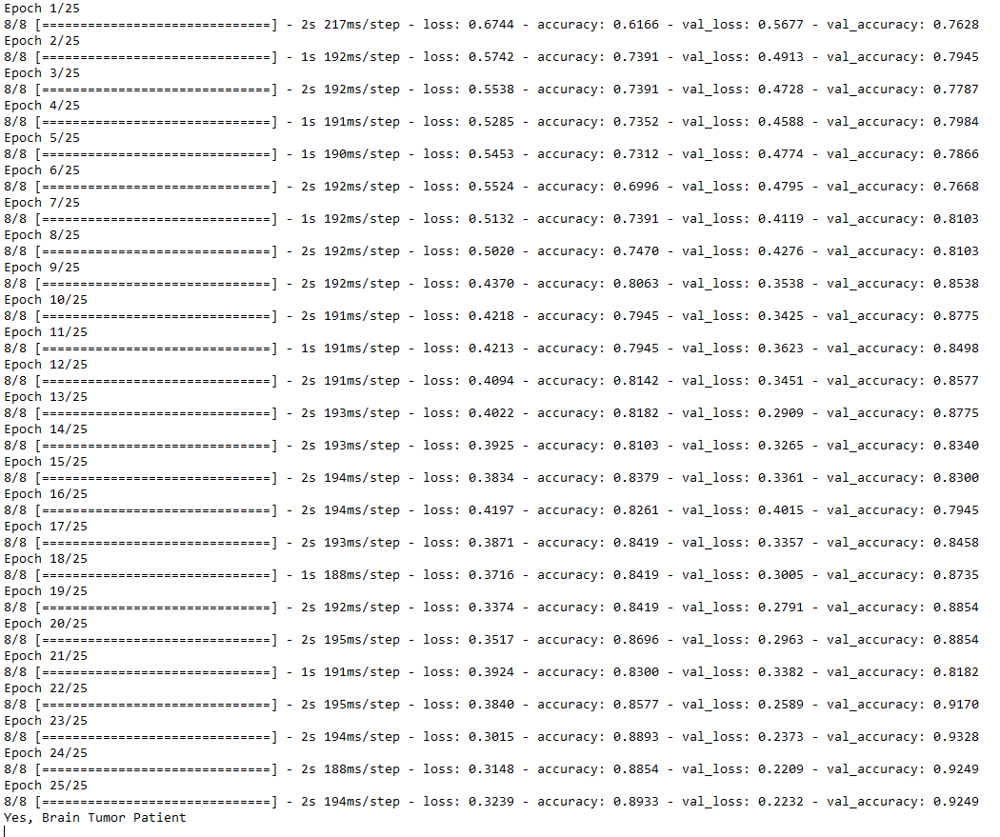 Epoch 1/25
8/8 [==============================] - 2s 217ms/step - loss: 0.6744 - accuracy: 0.6166 - val_loss: 0.5677 - val_accuracy: 0.7628
Epoch 2/25
8/8 [==============================] - 1s 192ms/step - loss: 0.5742 - accuracy: 0.7391 - val_loss: 0.4913 - val_accuracy: 0.7945
Epoch 3/25
8/8 [==============================] - 2s 192ms/step - loss: 0.5538 - accuracy: 0.7391 - val_loss: 0.4728 - val_accuracy: 0.7787
Epoch 4/25
8/8 [==============================] - 1s 191ms/step - loss: 0.5285 - accuracy: 0.7352 - val_loss: 0.4588 - val_accuracy: 0.7984
Epoch 5/25
8/8 [==============================] - 1s 190ms/step - loss: 0.5453 - accuracy: 0.7312 - val_loss: 0.4774 - val_accuracy: 0.7866
Epoch 6/25
8/8 [==============================] - 2s 192ms/step - loss: 0.5524 - accuracy: 0.6996 - val_loss: 0.4795 - val_accuracy: 0.7668
Epoch 7/25
8/8 [==============================] - 1s 192ms/step - loss: 0.5132 - accuracy: 0.7391 - val_loss: 0.4119 - val_accuracy: 0.8103
Epoch 8/25
8/8 [==============================] - 2s 192ms/step - loss: 0.5020 - accuracy: 0.7470 - val_loss: 0.4276 - val_accuracy: 0.8103
Epoch 9/25
8/8 [==============================] - 2s 192ms/step - loss: 0.4370 - accuracy: 0.8063 - val_loss: 0.3538 - val_accuracy: 0.8538
Epoch 10/25
8/8 [==============================] - 2s 191ms/step - loss: 0.4218 - accuracy: 0.7945 - val_loss: 0.3425 - val_accuracy: 0.8775
Epoch 11/25
8/8 [==============================] - 1s 191ms/step - loss: 0.4213 - accuracy: 0.7945 - val_loss: 0.3623 - val_accuracy: 0.8498
Epoch 12/25
8/8 [==============================] - 2s 191ms/step - loss: 0.4094 - accuracy: 0.8142 - val_loss: 0.3451 - val_accuracy: 0.8577
Epoch 13/25
8/8 [==============================] - 2s 193ms/step - loss: 0.4022 - accuracy: 0.8182 - val_loss: 0.2909 - val_accuracy: 0.8775
Epoch 14/25
8/8 [==============================] - 2s 193ms/step - loss: 0.3925 - accuracy: 0.8103 - val_loss: 0.3265 - val_accuracy: 0.8340
Epoch 15/25
8/8 [==============================] - 2s 194ms/step - loss: 0.3834 - accuracy: 0.8379 - val_loss: 0.3361 - val_accuracy: 0.8300
Epoch 16/25
8/8 [==============================] - 2s 194ms/step - loss: 0.4197 - accuracy: 0.8261 - val_loss: 0.4015 - val_accuracy: 0.7945
Epoch 17/25
8/8 [==============================] - 2s 193ms/step - loss: 0.3871 - accuracy: 0.8419 - val_loss: 0.3357 - val_accuracy: 0.8458
Epoch 18/25
8/8 [==============================] - 1s 188ms/step - loss: 0.3716 - accuracy: 0.8419 - val_loss: 0.3005 - val_accuracy: 0.8735
Epoch 19/25
8/8 [==============================] - 2s 192ms/step - loss: 0.3374 - accuracy: 0.8419 - val_loss: 0.2791 - val_accuracy: 0.8854
Epoch 20/25
8/8 [==============================] - 2s 195ms/step - loss: 0.3517 - accuracy: 0.8696 - val_loss: 0.2963 - val_accuracy: 0.8854
Epoch 21/25
8/8 [==============================] - 1s 191ms/step - loss: 0.3924 - accuracy: 0.8300 - val_loss: 0.3382 - val_accuracy: 0.8182
Epoch 22/25
8/8 [==============================] - 2s 195ms/step - loss: 0.3840 - accuracy: 0.8577 - val_loss: 0.2589 - val_accuracy: 0.9170
Epoch 23/25
8/8 [==============================] - 2s 194ms/step - loss: 0.3015 - accuracy: 0.8893 - val_loss: 0.2373 - val_accuracy: 0.9328
Epoch 24/25
8/8 [==============================] - 2s 188ms/step - loss: 0.3148 - accuracy: 0.8854 - val_loss: 0.2209 - val_accuracy: 0.9249
Epoch 25/25
8/8 [==============================] - 2s 194ms/step - loss: 0.3239 - accuracy: 0.8933 - val_loss: 0.2232 - val_accuracy: 0.9249
Yes, Brain Tumor Patient